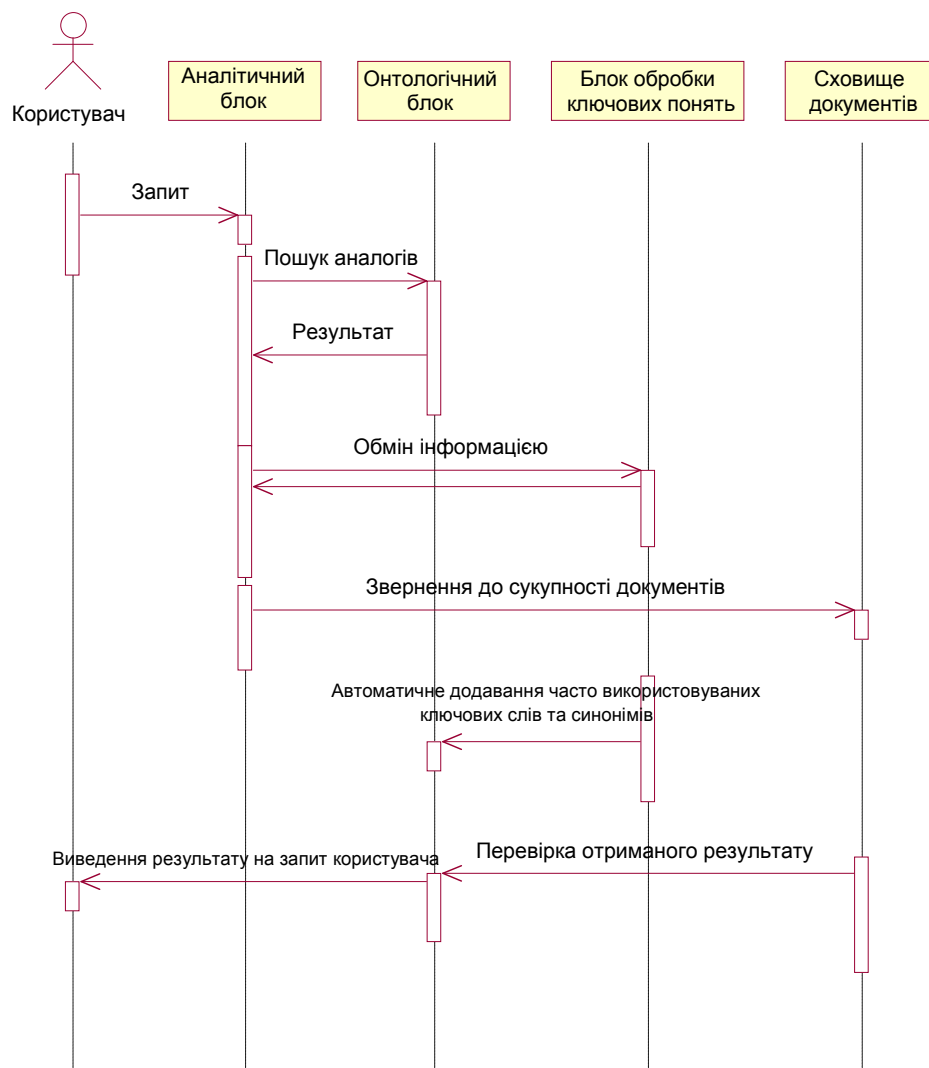 Користувач
Аналітичний
блок
Онтологічний
блок
Блок обробки
ключових понять
Сховище
документів
Запит
Пошук аналогів
Результат
Обмін інформацією
Звернення до сукупності документів
Автоматичне додавання часто використовуваних
ключових слів та синонімів
Перевірка отриманого результату
Виведення результату на запит користувача